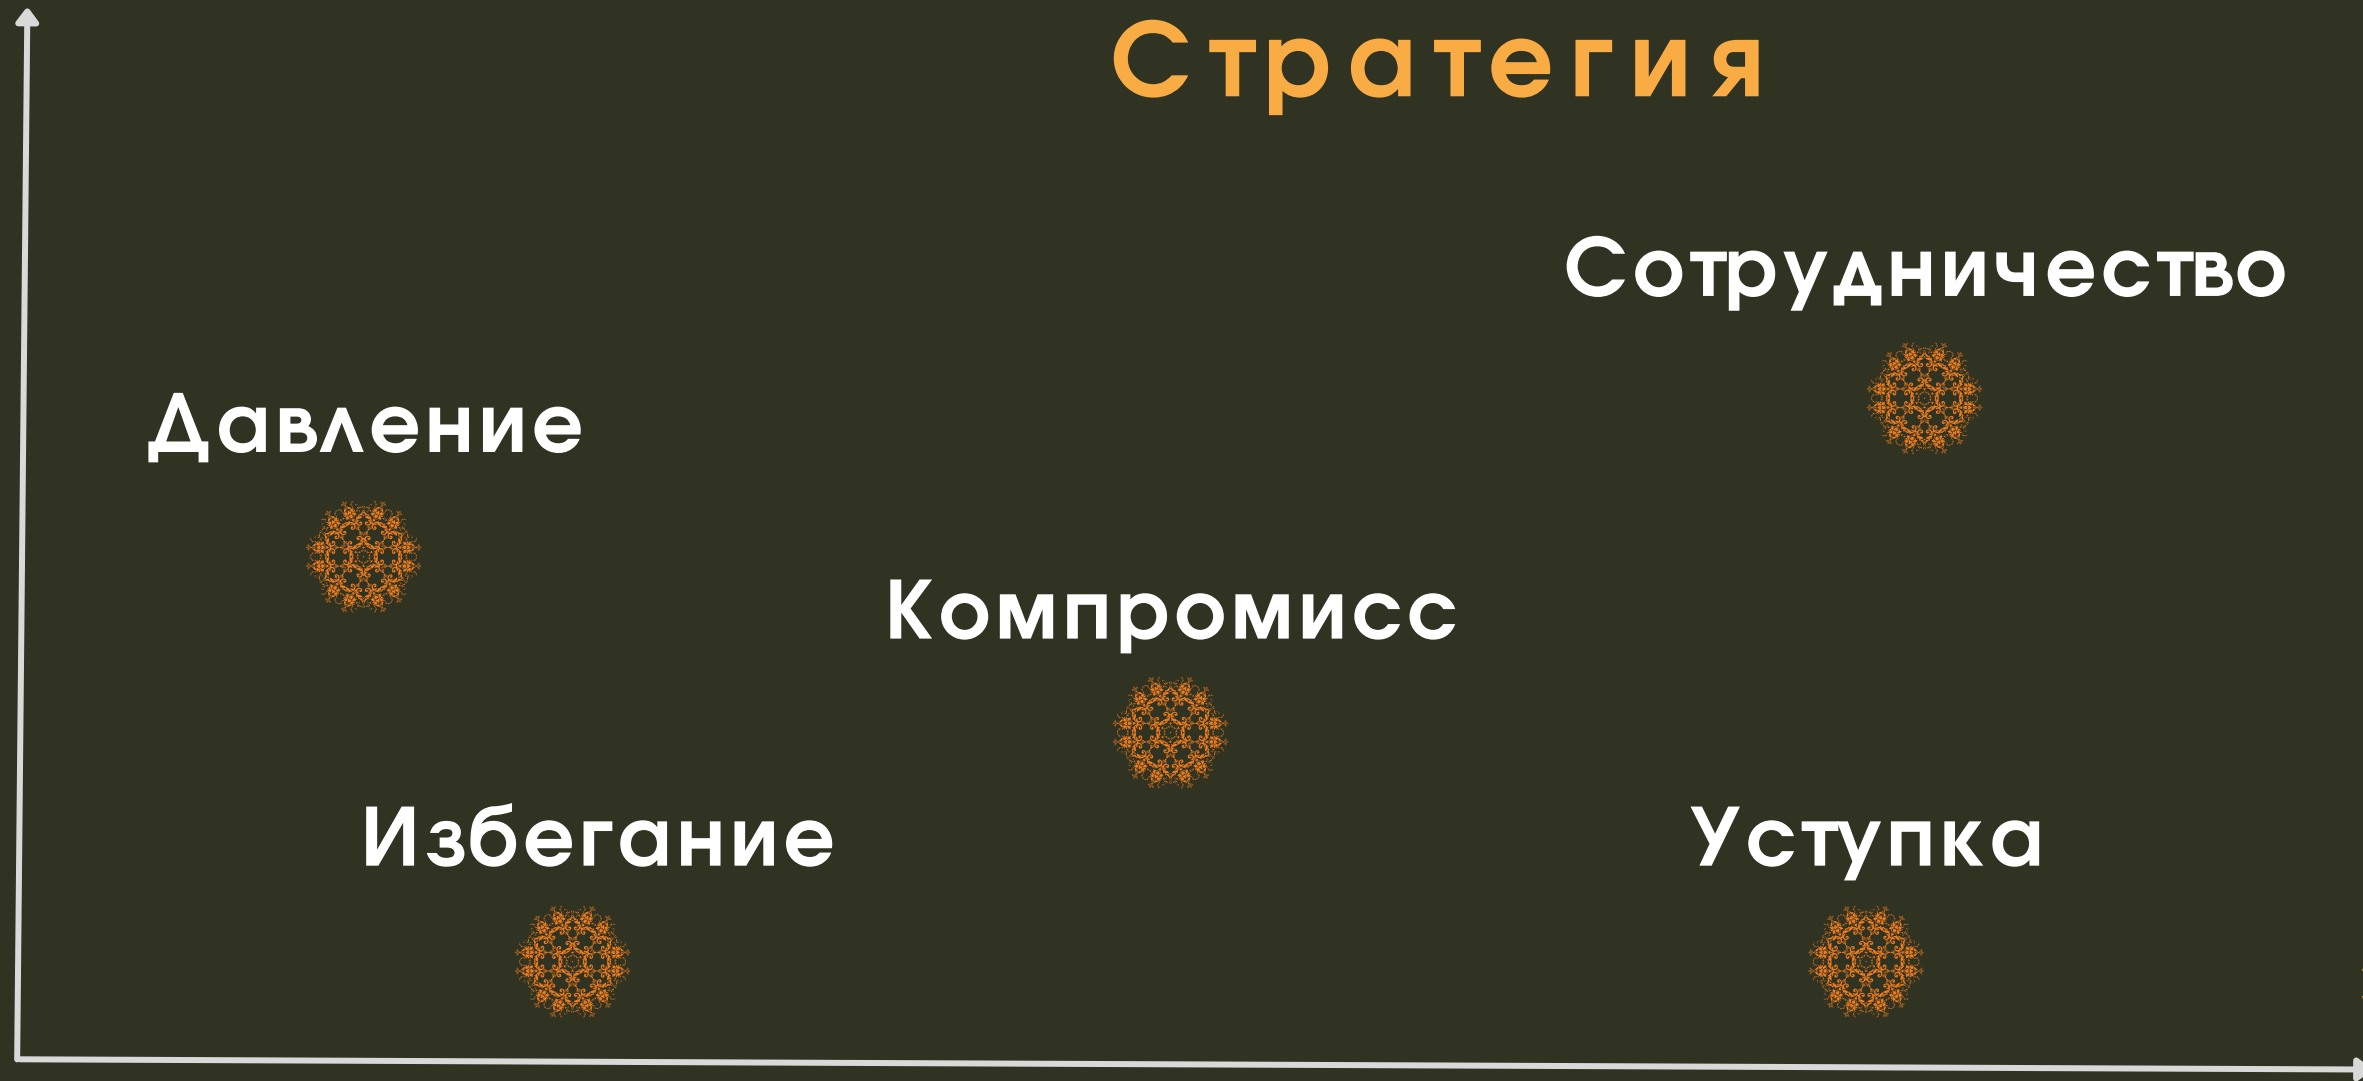 Стратегия
Сотрудничество
Давление
Компромисс
Избегание
Уступка